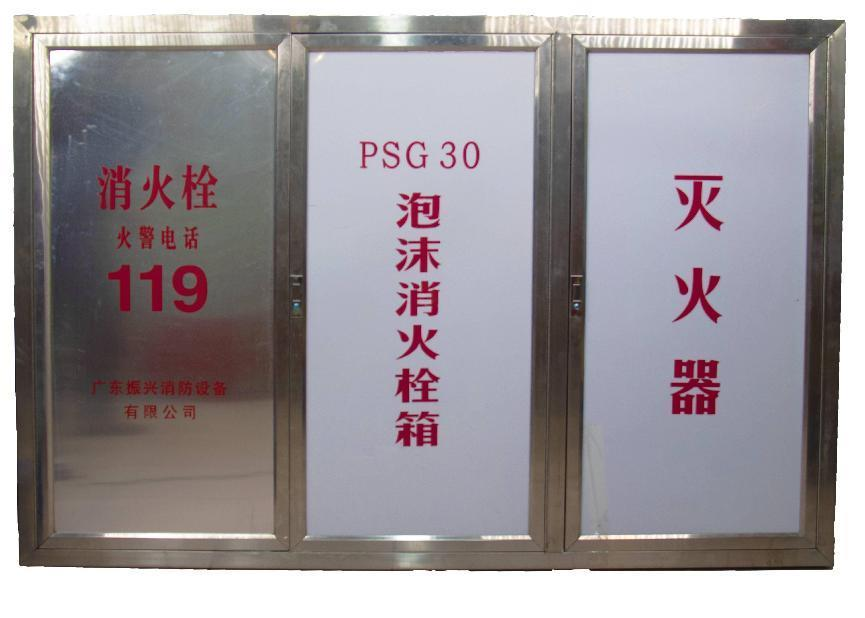 消火栓
火警电话
119
广东振兴消防设备
有限公司
PSG 30
泡沫消火栓箱
灭火器